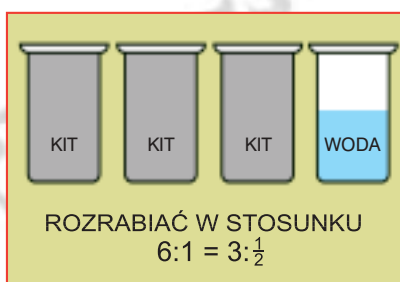 KIT KIT KIT WODA
ROZRABIAĆ W STOSUNKU
6:1 = 3:½